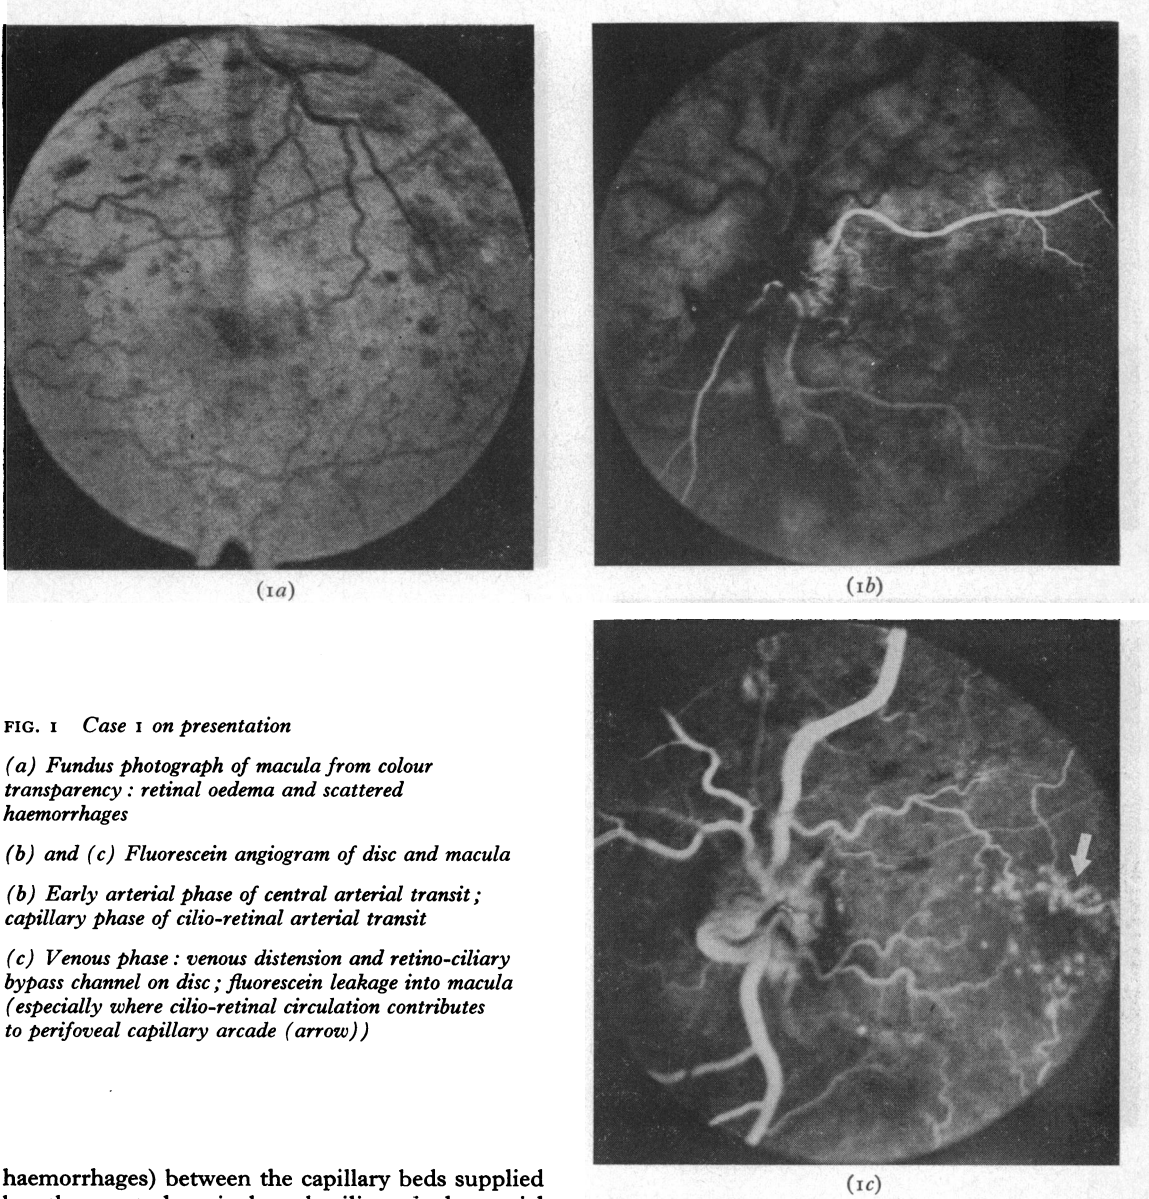 (1a)
(1b)
FIG. 1 Case 1 on presentation
(a) Fundus photograph of macula from colour
transparency : retinal oedema and scattered
haemorrhages
(b) and (c) Fluorescein angiogram of disc and macula
(b) Early arterial phase of central arterial transit ;
capillary phase of cilio-retinal arterial transit
(c) Venous phase : venous distension and retino-ciliary
bypass channel on disc ; fluorescein leakage into macula
(especially where cilio-retinal circulation contributes
to perifoveal capillary arcade (arrow))
(1c)
haemorrhages) between the capillary beds supplied